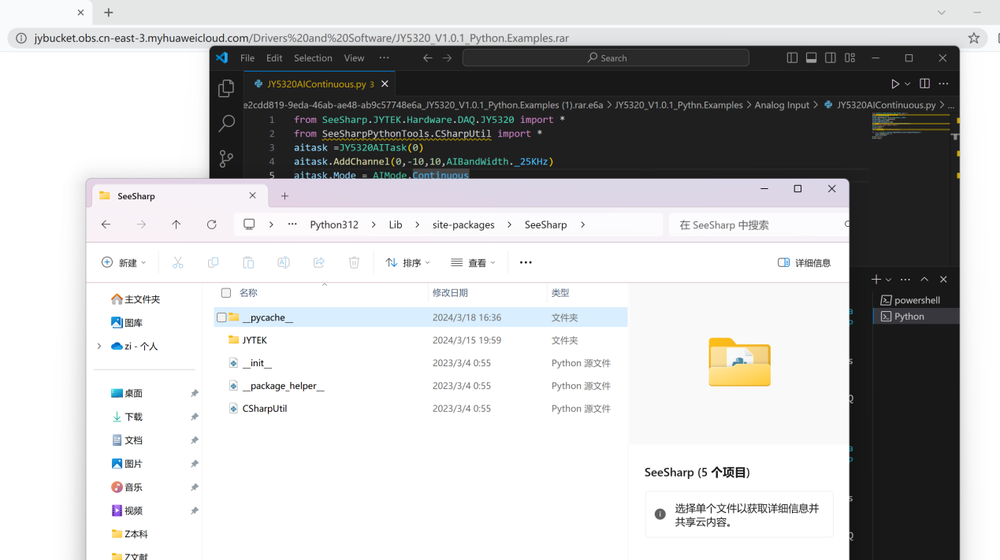 jybucket.obs.cn-east-3.myhuaweicloud.com/Drivers%20and%20Software/JY5320_V1.0.1_Python.Examples.rar
File Edit Selection View ··· Search
JY5320AIContinuous.py 3
e2cdd819-9eda-46ab-ae48-ab9c57748e6a_JY5320_V1.0.1_Python.Examples (1).rar.e6a > JY5320_V1.0.1_Pythn.Examples > Analog Input > JY5320AIContinuous.py > ...
1 from SeeSharp.JYTEK.Hardware.DAQ.JY5320 import *
2 from SeeSharpPythonTools.CSharpUtil import *
3 aitask =JY5320AITask(0)
4 aitask.AddChannel(0,-10,10,AIBandWidth._25KHz)
5 aitask.Mode = AIMode.Continuous
SeeSharp
Python312 > Lib > site-packages > SeeSharp >
在 SeeSharp 中搜索
新建 排序 查看 ··· 详细信息
名称 修改日期 类型
__pycache__ 2024/3/18 16:36 文件夹
JYTEK 2024/3/15 19:59 文件夹
__init__ 2023/3/4 0:55 Python 源文件
__package_helper__ 2023/3/4 0:55 Python 源文件
CSharpUtil 2023/3/4 0:55 Python 源文件
主文件夹
图库
zi - 个人
桌面
下载
文档
图片
音乐
视频
Z本科
Z文献
SeeSharp (5 个项目)
选择单个文件以获取详细信息并
共享云内容。
powershell
Python